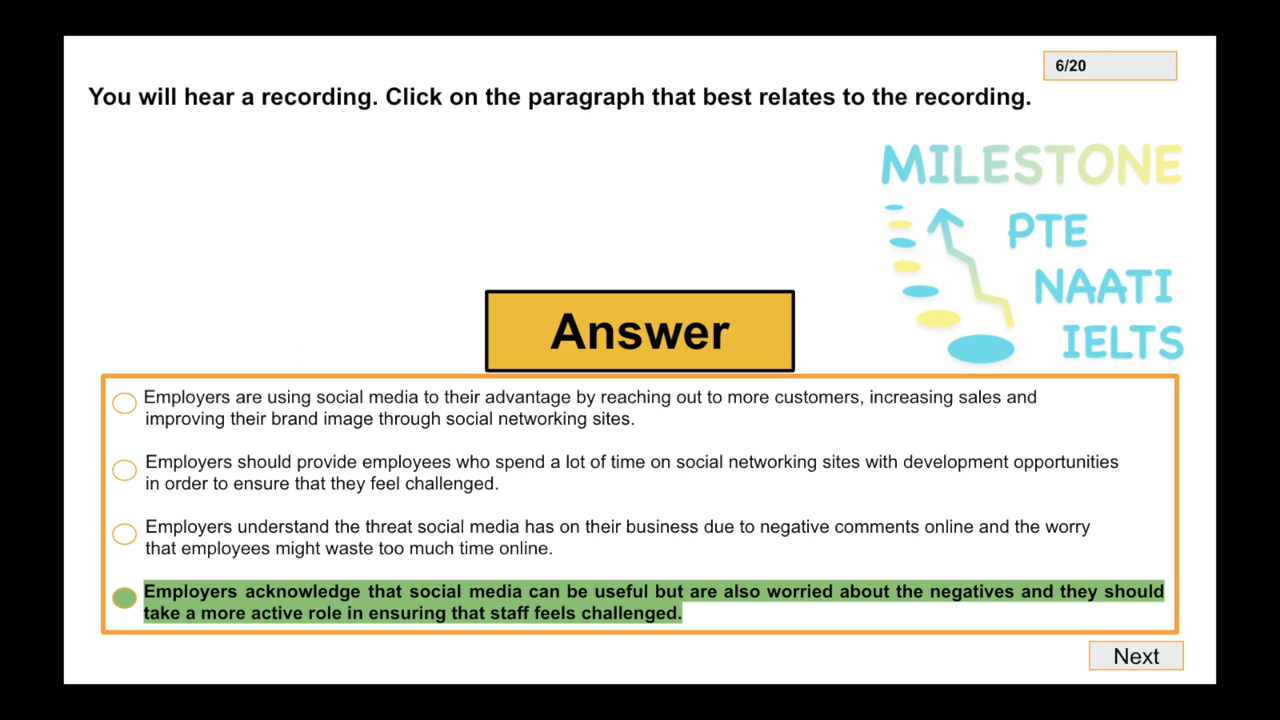 6/20
You will hear a recording. Click on the paragraph that best relates to the recording.
MILESTONE
PTE
NAATI
IELTS
Answer
Employers are using social media to their advantage by reaching out to more customers, increasing sales and
improving their brand image through social networking sites.
Employers should provide employees who spend a lot of time on social networking sites with development opportunities
in order to ensure that they feel challenged.
Employers understand the threat social media has on their business due to negative comments online and the worry
that employees might waste too much time online.
Employers acknowledge that social media can be useful but are also worried about the negatives and they should
take a more active role in ensuring that staff feels challenged.
Next